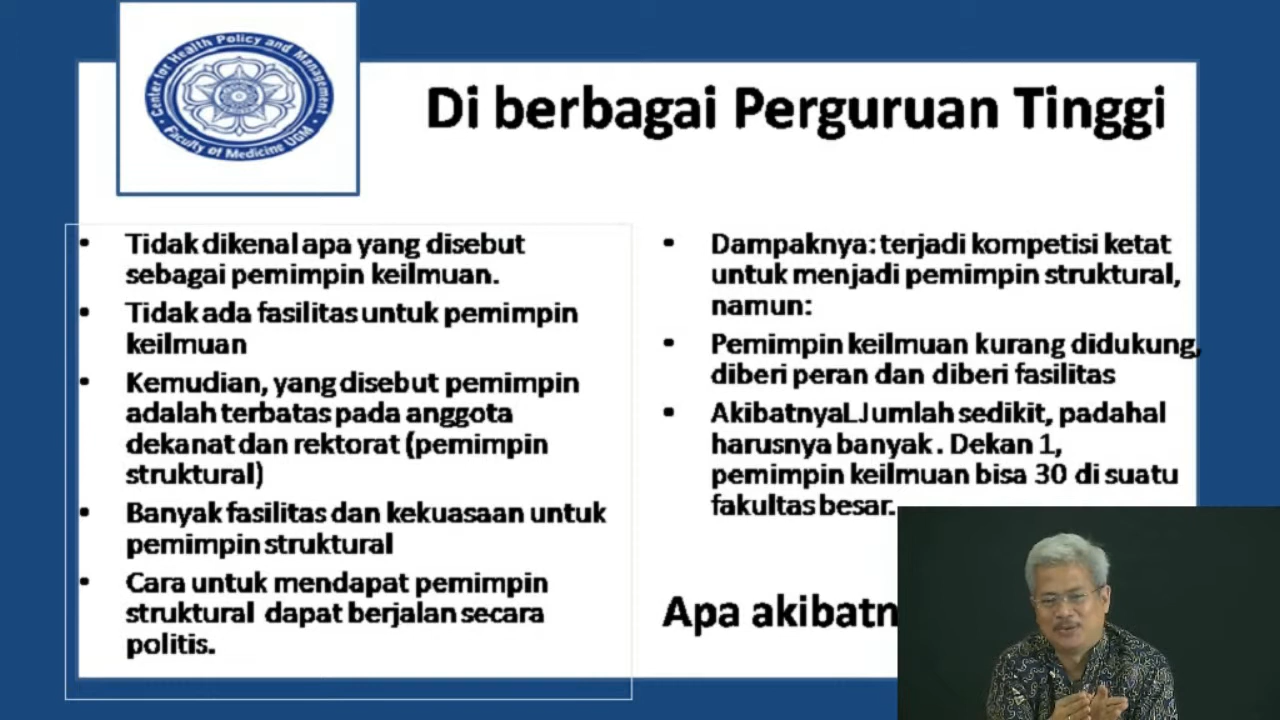 Center for Health Policy and Management
Faculty of Medicine UGM
Di berbagai Perguruan Tinggi
• Tidak dikenal apa yang disebut
sebagai pemimpin keilmuan.
• Tidak ada fasilitas untuk pemimpin
keilmuan
• Kemudian, yang disebut pemimpin
adalah terbatas pada anggota
dekanat dan rektorat (pemimpin
struktural)
• Banyak fasilitas dan kekuasaan untuk
pemimpin struktural
• Cara untuk mendapat pemimpin
struktural dapat berjalan secara
politis.
• Dampaknya: terjadi kompetisi ketat
untuk menjadi pemimpin struktural,
namun:
• Pemimpin keilmuan kurang didukung,
diberi peran dan diberi fasilitas
• AkibatnyaLJumlah sedikit, padahal
harusnya banyak. Dekan 1,
pemimpin keilmuan bisa 30 di suatu
fakultas besar.
Apa akibatn